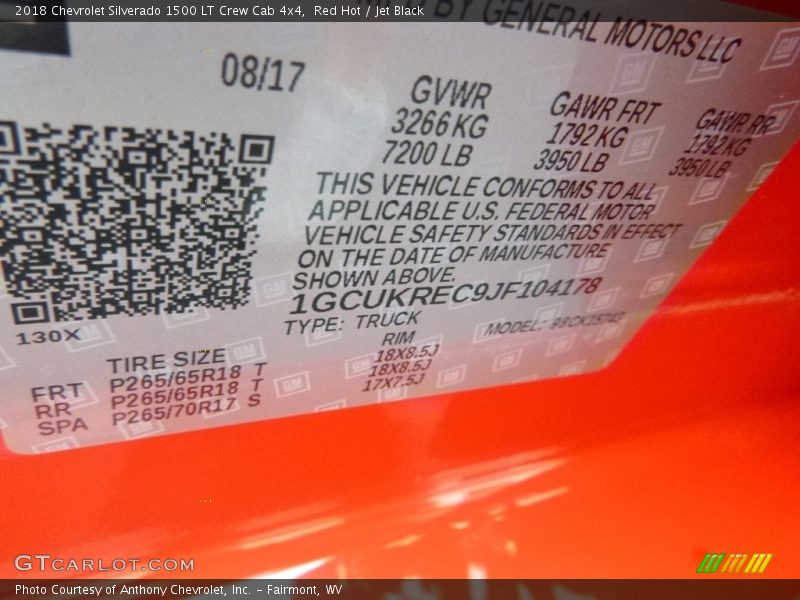 2018 Chevrolet Silverado 1500 LT Crew Cab 4x4,  Red Hot / Jet Black
BY GENERAL MOTORS LLC
08/17
GVWR GAWR FRT GAWR RR
3266 KG 1792 KG 1792 KG
7200 LB 3950 LB 3950 LB
THIS VEHICLE CONFORMS TO ALL
APPLICABLE U.S. FEDERAL MOTOR
VEHICLE SAFETY STANDARDS IN EFFECT
ON THE DATE OF MANUFACTURE
SHOWN ABOVE.
1GCUKREC9JF104178
TYPE: TRUCK MODEL:
130X
TIRE SIZE RIM
FRT P265/65R18 T 18X8.5J
RR P265/65R18 T 18X8.5J
SPA P265/70R17 S 17X7.5J
GTCARLOT.COM
Photo Courtesy of Anthony Chevrolet, Inc. – Fairmont, WV